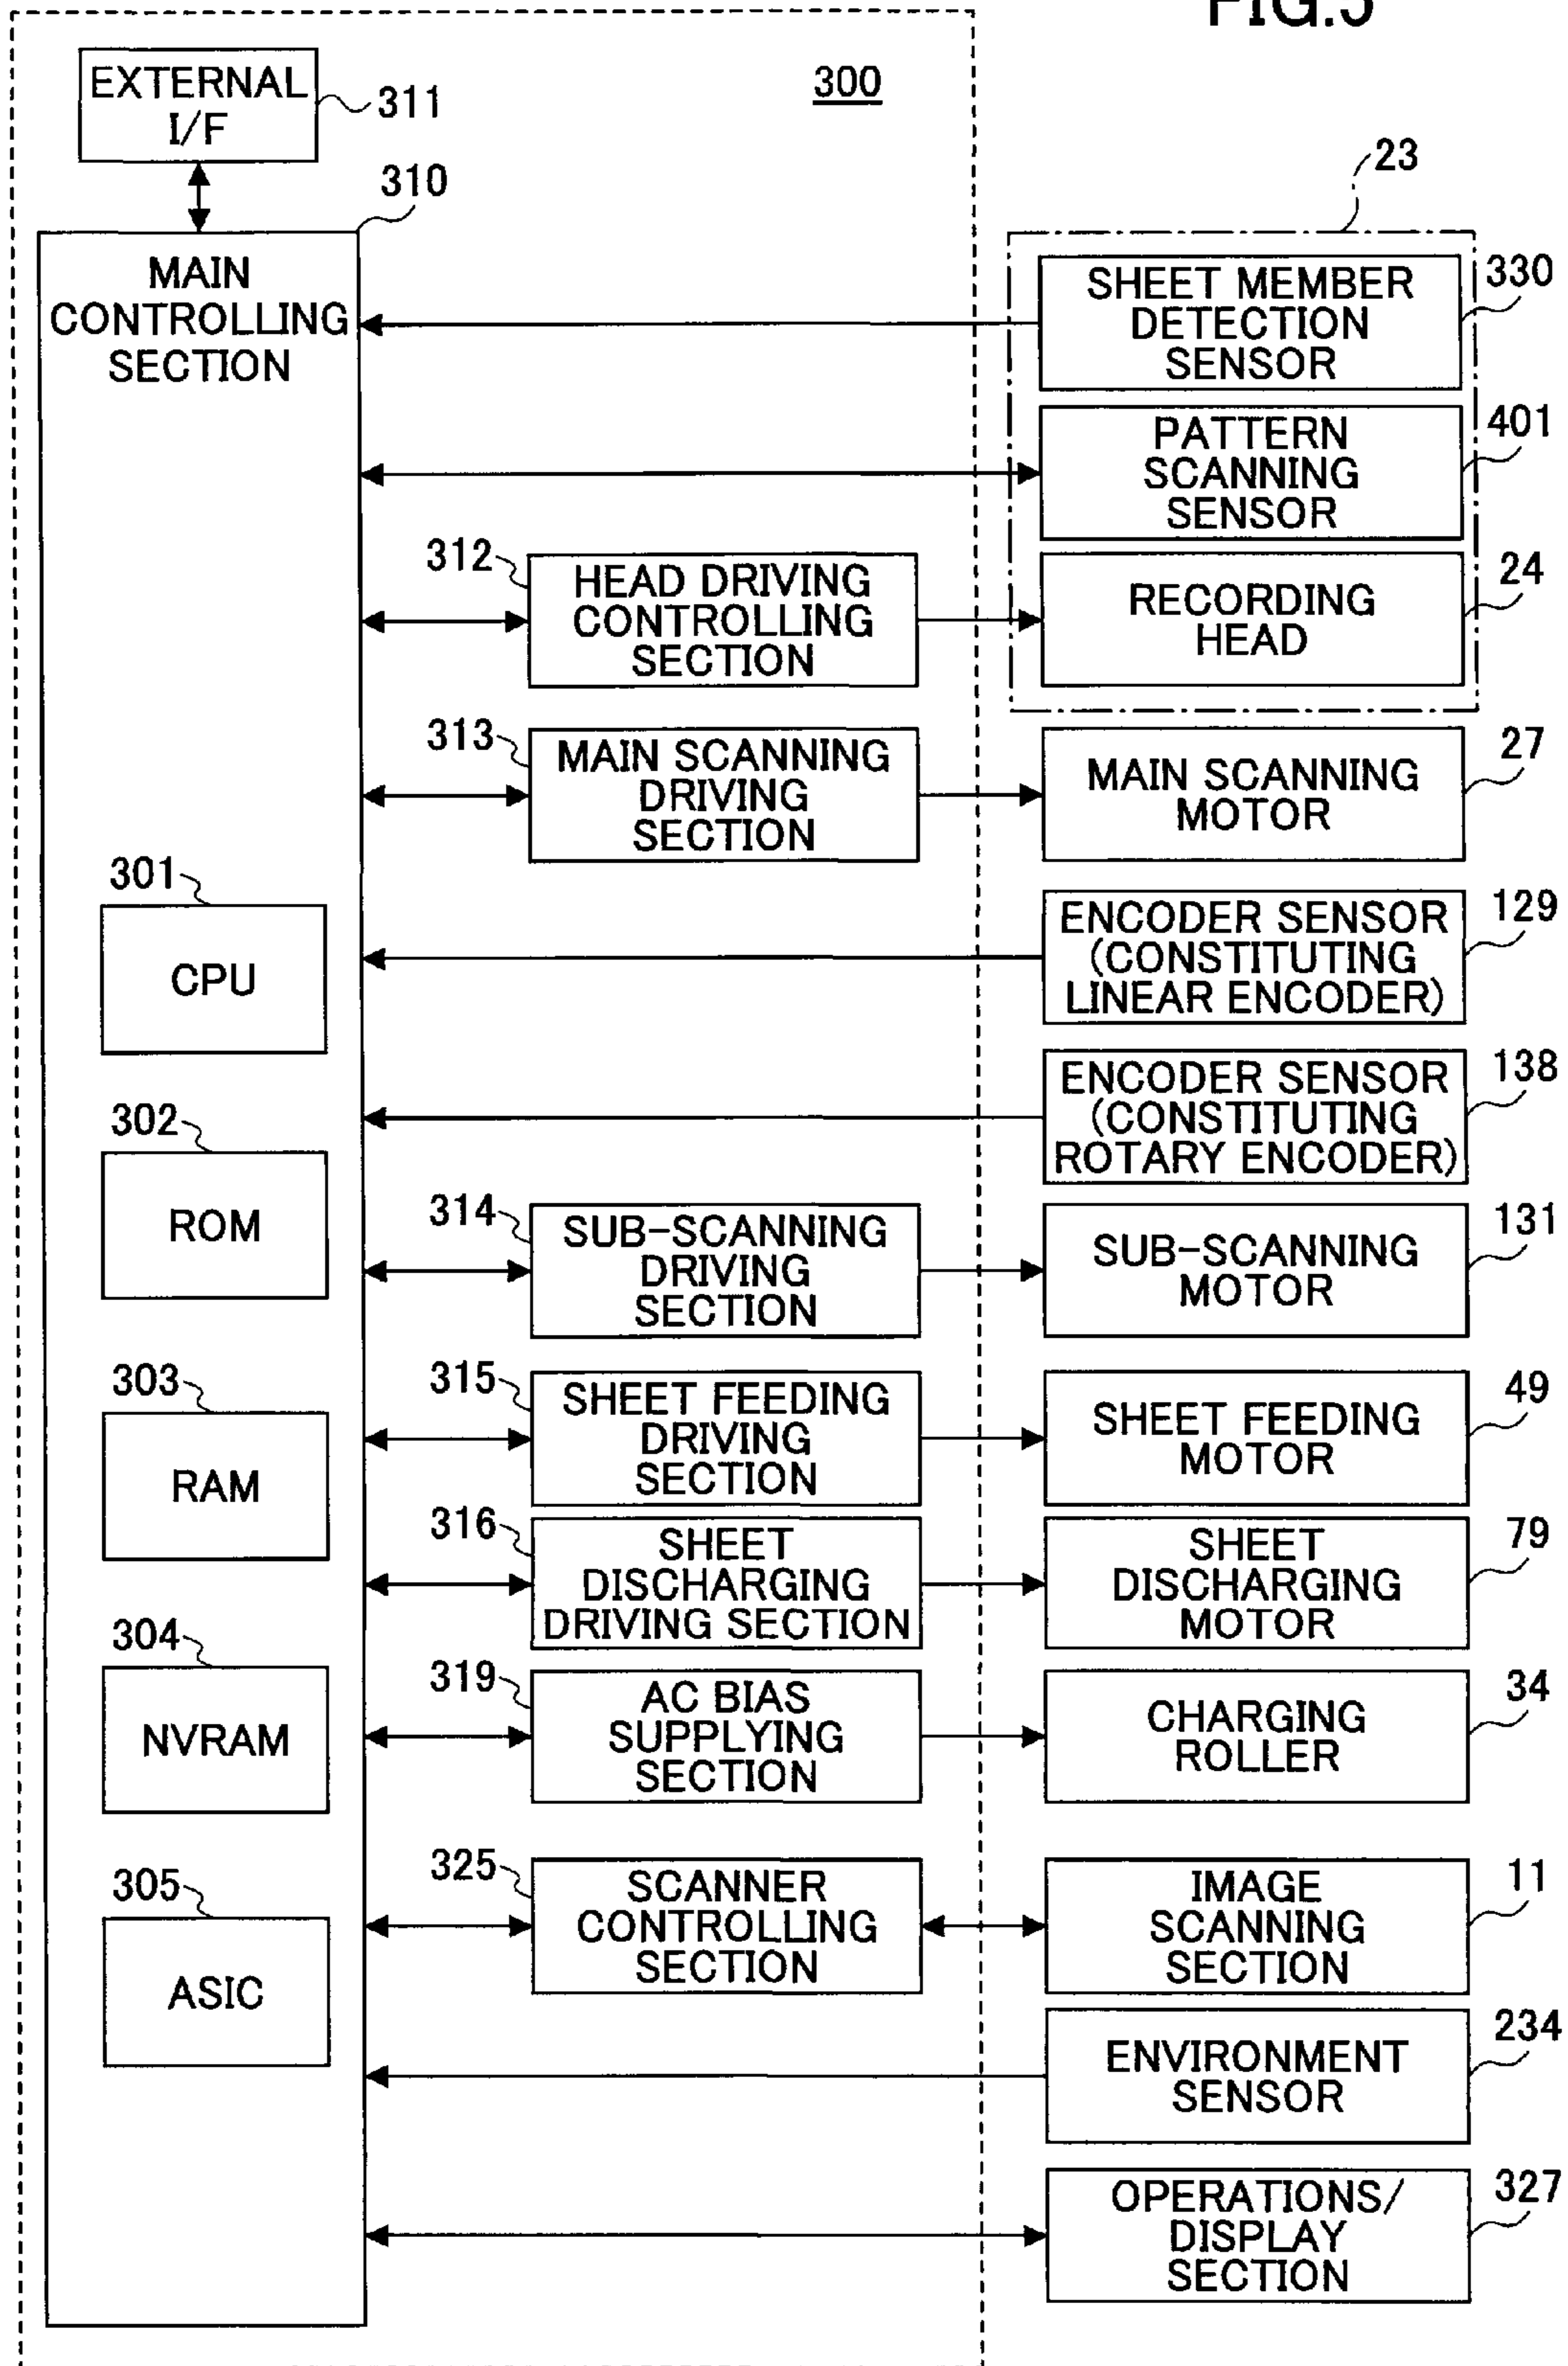 FIG.5
300
EXTERNAL
I/F
311
310
MAIN
CONTROLLING
SECTION
23
SHEET MEMBER
DETECTION
SENSOR
330
PATTERN
SCANNING
SENSOR
401
312
HEAD DRIVING
CONTROLLING
SECTION
RECORDING
HEAD
24
313
MAIN SCANNING
DRIVING
SECTION
MAIN SCANNING
MOTOR
27
301
CPU
ENCODER SENSOR
(CONSTITUTING
LINEAR ENCODER)
129
ENCODER SENSOR
(CONSTITUTING
ROTARY ENCODER)
138
302
ROM
314
SUB-SCANNING
DRIVING
SECTION
SUB-SCANNING
MOTOR
131
303
RAM
315
SHEET FEEDING
DRIVING
SECTION
SHEET FEEDING
MOTOR
49
316
SHEET
DISCHARGING
DRIVING SECTION
SHEET
DISCHARGING
MOTOR
79
304
NVRAM
319
AC BIAS
SUPPLYING
SECTION
CHARGING
ROLLER
34
305
ASIC
325
SCANNER
CONTROLLING
SECTION
IMAGE
SCANNING
SECTION
11
ENVIRONMENT
SENSOR
234
OPERATIONS/
DISPLAY
SECTION
327